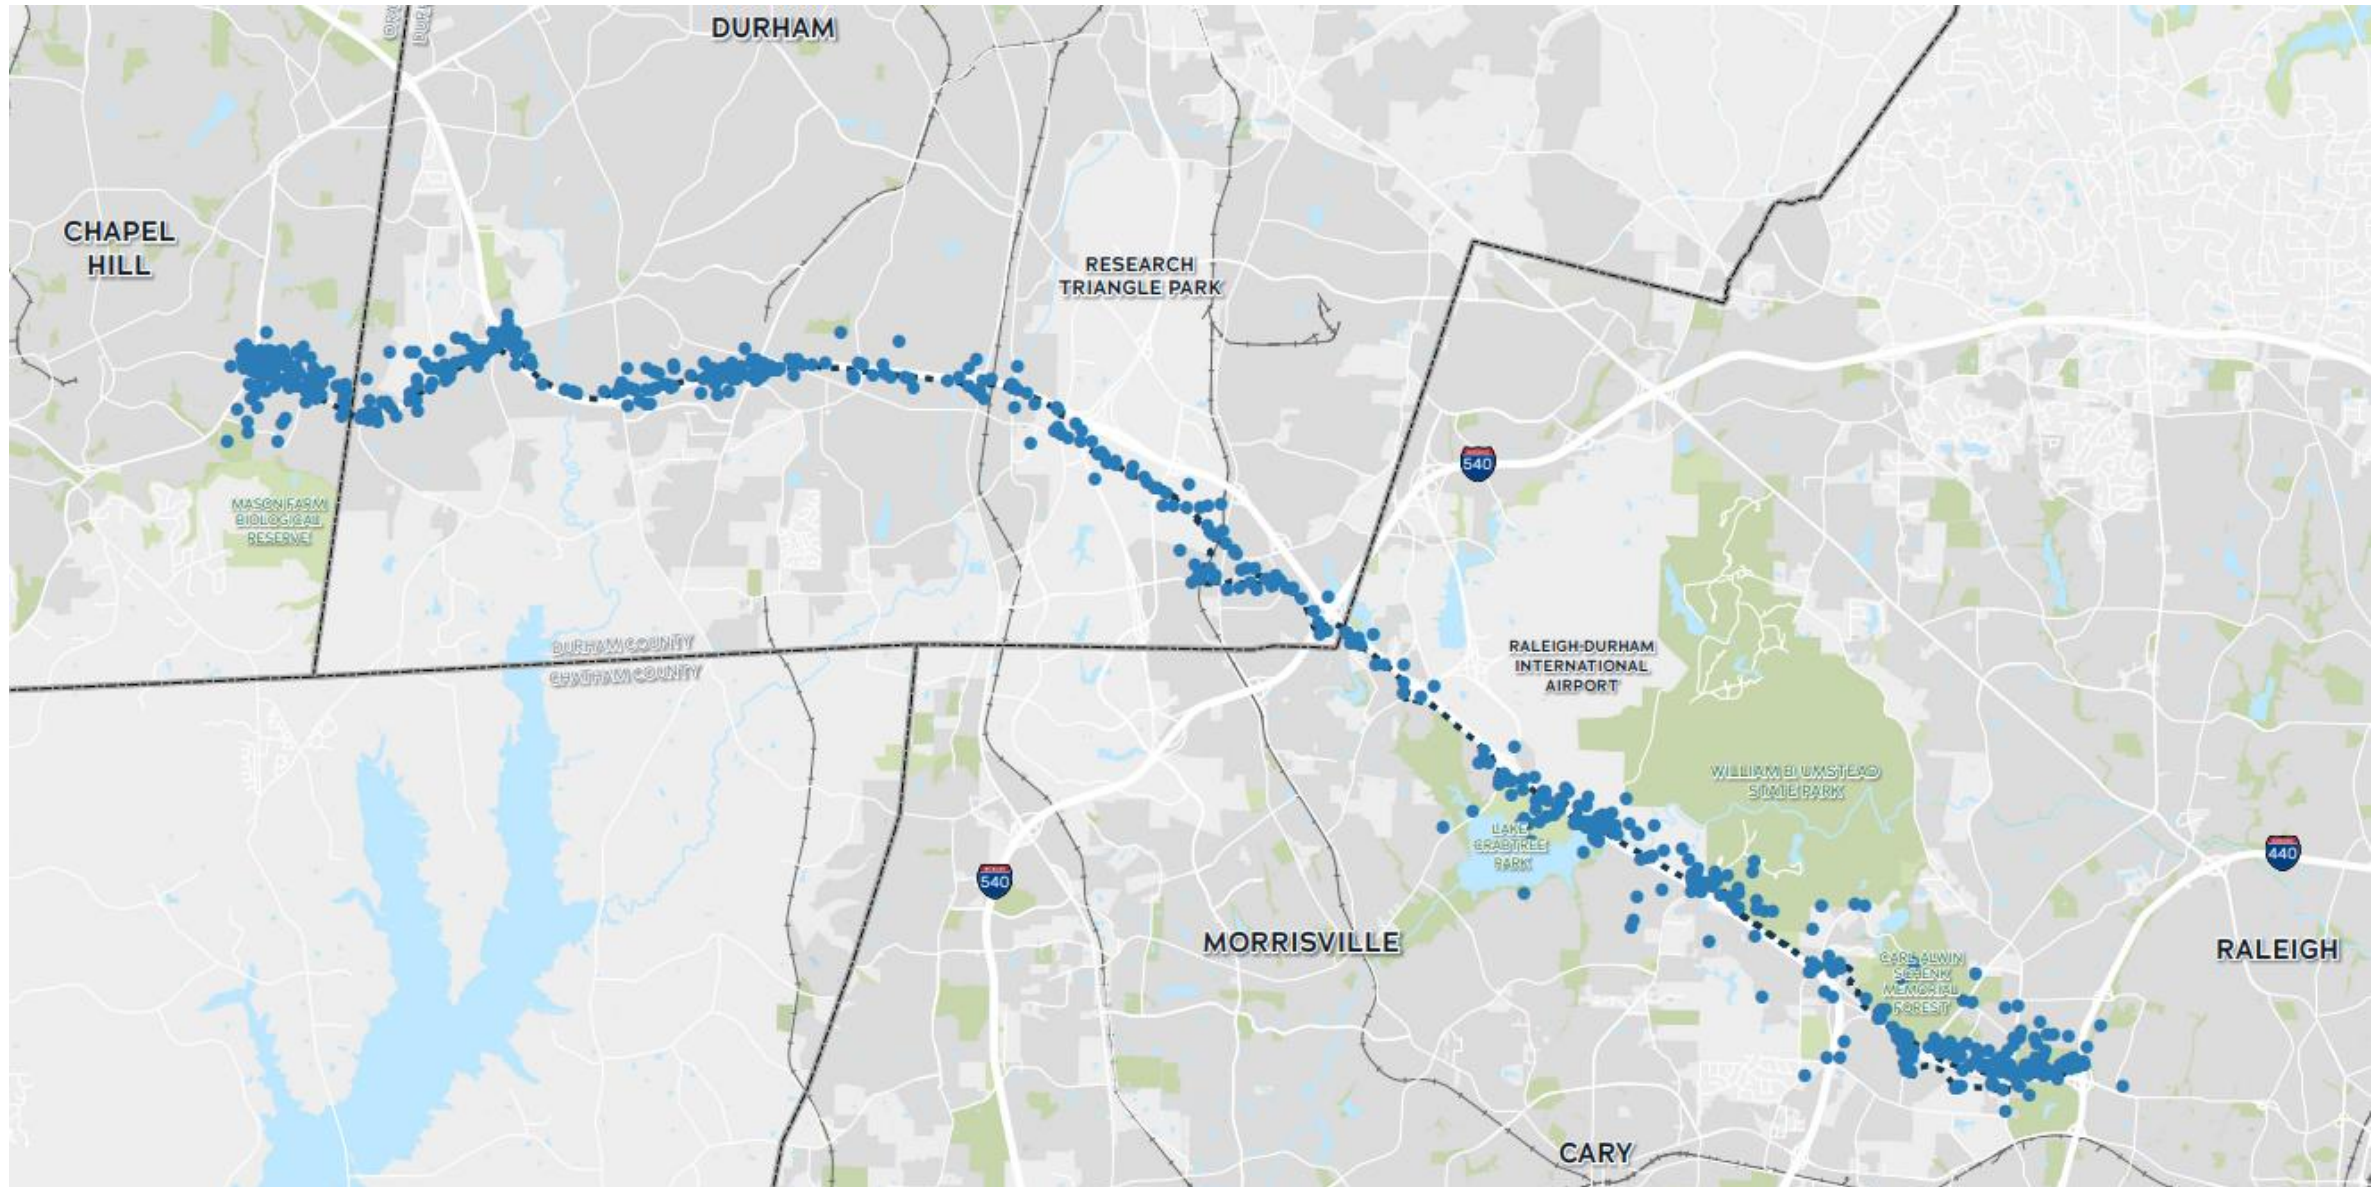 DURHAM
CHAPEL
HILL
RESEARCH
TRIANGLE PARK
540
MASON FARM
BIOLOGICAL
RESERVE
DURHAM COUNTY
CHATHAM COUNTY
RALEIGH-DURHAM
INTERNATIONAL
AIRPORT
WILLIAM B UMSTEAD
STATE PARK
LAKE
CRABTREE
PARK
540
440
MORRISVILLE
RALEIGH
CARL ALWIN
SCHENK
MEMORIAL
FOREST
CARY